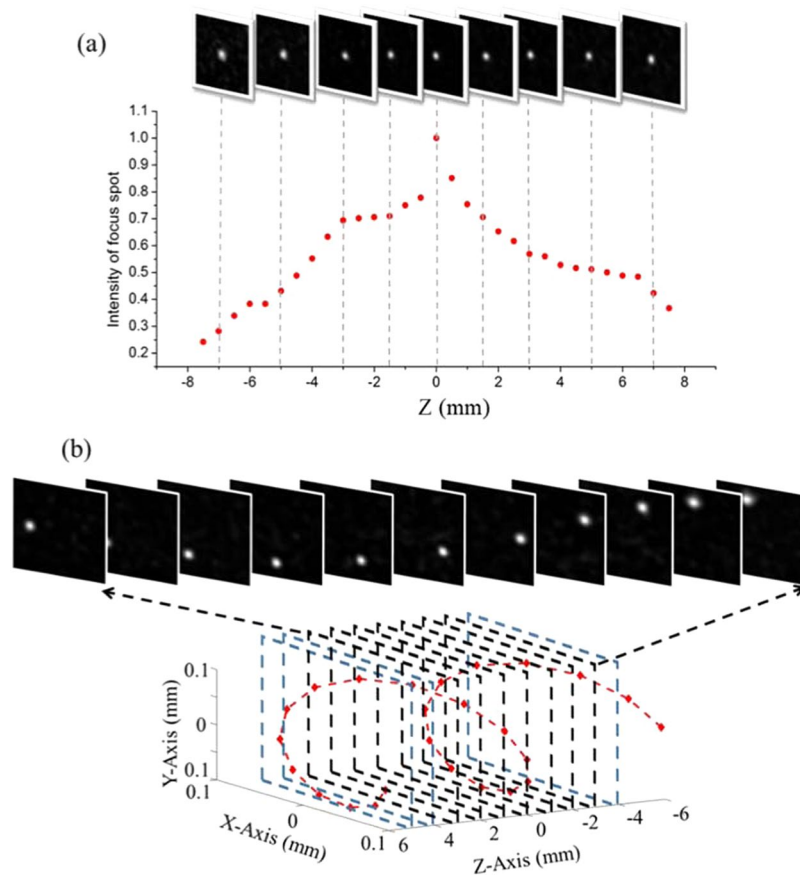 (a)
1.1
1.0
0.9
0.8
0.7
0.6
0.5
0.4
0.3
0.2
Intensity of focus spot
-8 -6 -4 -2 0 2 4 6 8
Z (mm)
(b)
0.1
0
0.1
Y-Axis (mm)
0.1
0
0.1
X-Axis (mm)
6 4 2 0 -2 -4 -6
Z-Axis (mm)